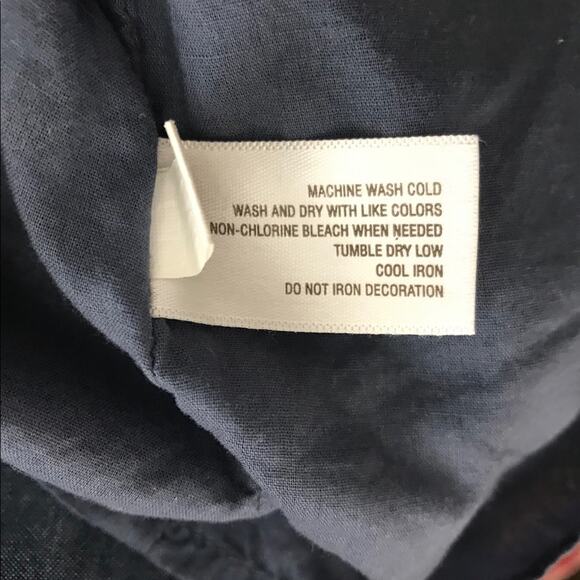 MACHINE WASH COLD
WASH AND DRY WITH LIKE COLORS
NON-CHLORINE BLEACH WHEN NEEDED
TUMBLE DRY LOW
COOL IRON
DO NOT IRON DECORATION